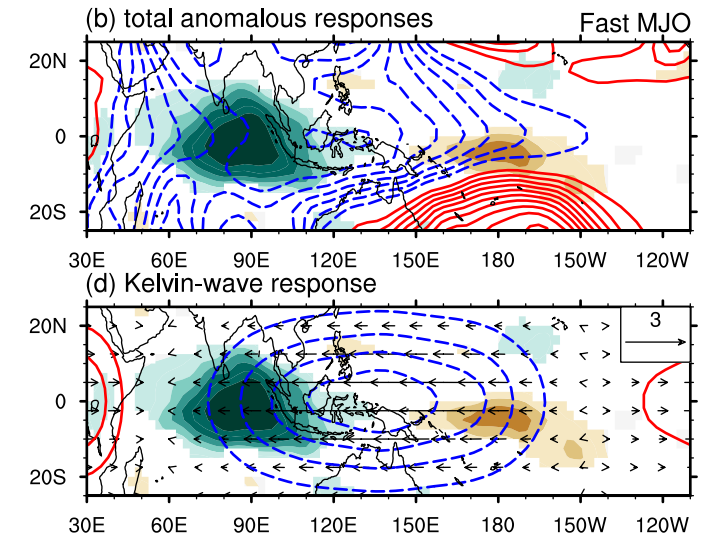 (b) total anomalous responses Fast MJO
20N
0
20S
30E 60E 90E 120E 150E 180 150W 120W
(d) Kelvin-wave response
3
20N
0
20S
30E 60E 90E 120E 150E 180 150W 120W